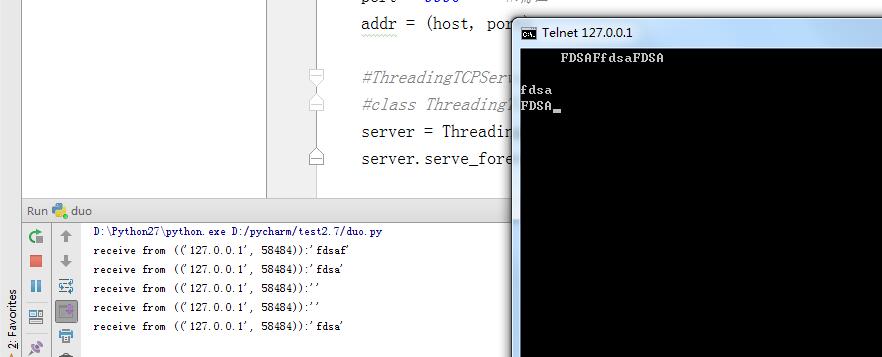 addr = (host, por
#ThreadingTCPServ
#class Threading
server = Threadin
server.serve_fore
Telnet 127.0.0.1
FDSAFfdsaFDSA
fdsa
FDSA
Run duo
D:\Python27\python.exe D:/pycharm/test2.7/duo.py
receive from (('127.0.0.1', 58484)):'fdsaf'
receive from (('127.0.0.1', 58484)):'fdsa'
receive from (('127.0.0.1', 58484)):''
receive from (('127.0.0.1', 58484)):''
receive from (('127.0.0.1', 58484)):'fdsa'
2: Favorites